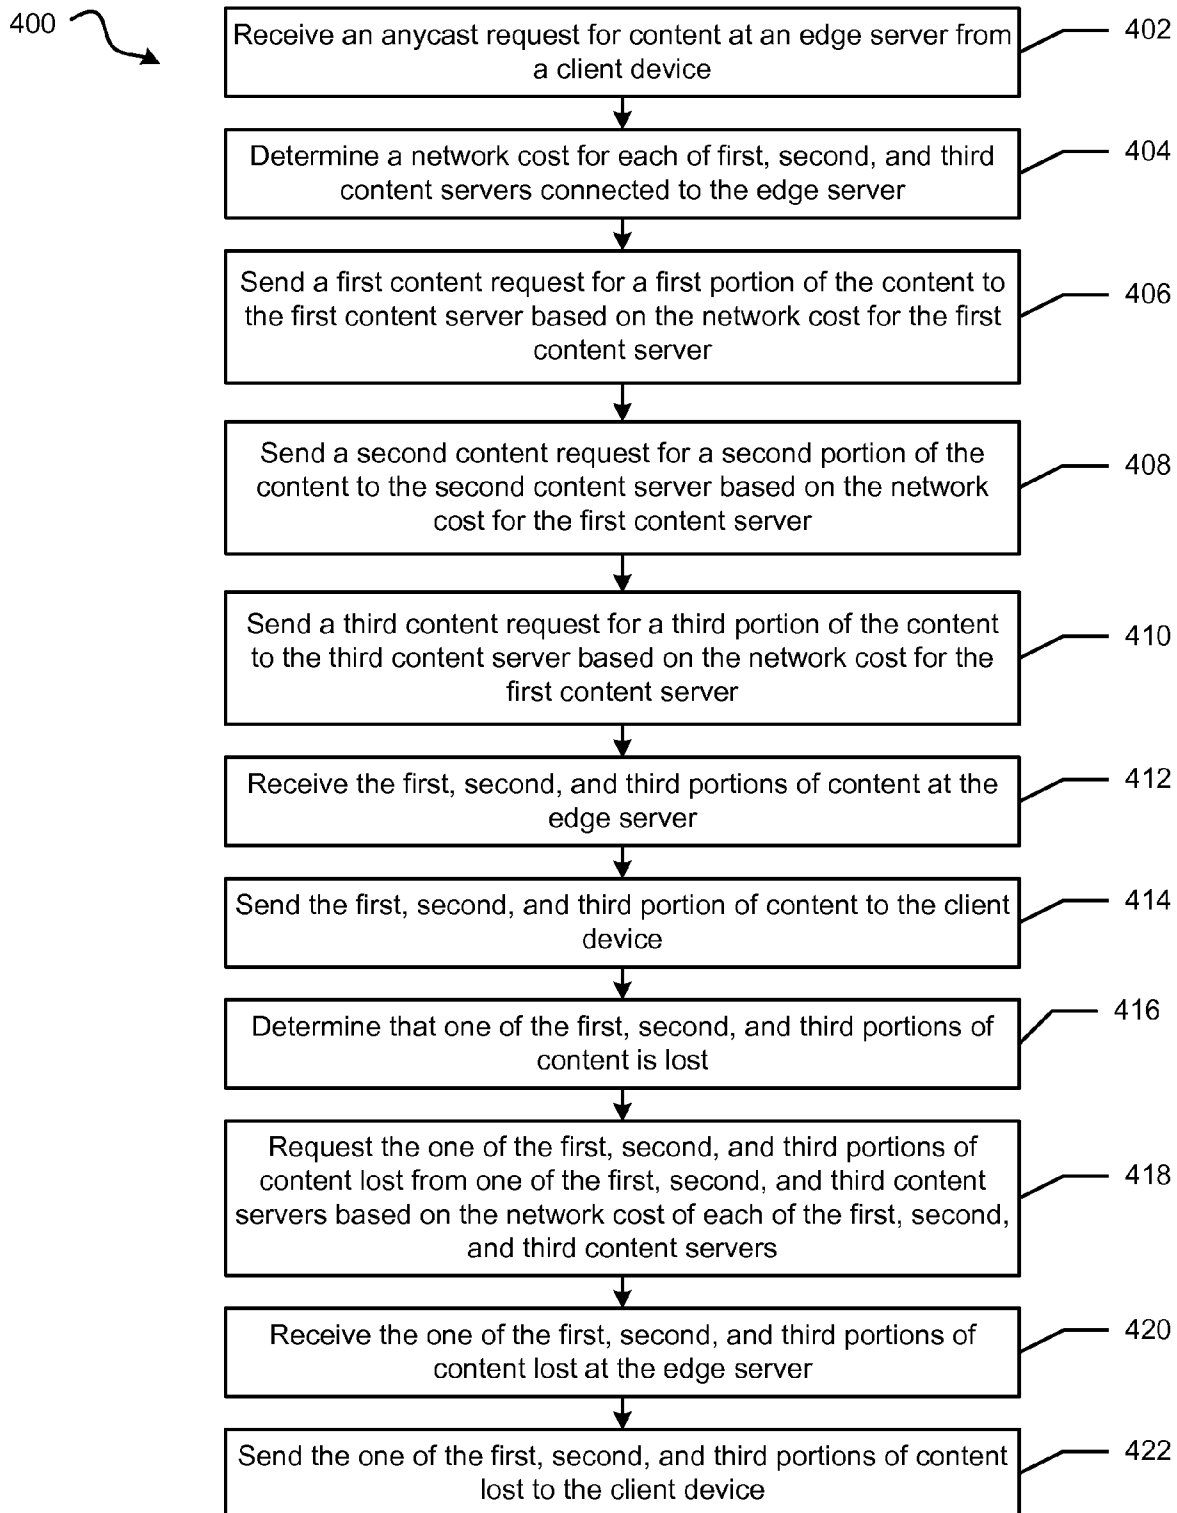 400
Receive an anycast request for content at an edge server from
a client device
402
Determine a network cost for each of first, second, and third
content servers connected to the edge server
404
Send a first content request for a first portion of the content to
the first content server based on the network cost for the first
content server
406
Send a second content request for a second portion of the
content to the second content server based on the network
cost for the first content server
408
Send a third content request for a third portion of the content
to the third content server based on the network cost for the
first content server
410
Receive the first, second, and third portions of content at the
edge server
412
Send the first, second, and third portion of content to the client
device
414
Determine that one of the first, second, and third portions of
content is lost
416
Request the one of the first, second, and third portions of
content lost from one of the first, second, and third content
servers based on the network cost of each of the first, second,
and third content servers
418
Receive the one of the first, second, and third portions of
content lost at the edge server
420
Send the one of the first, second, and third portions of content
lost to the client device
422